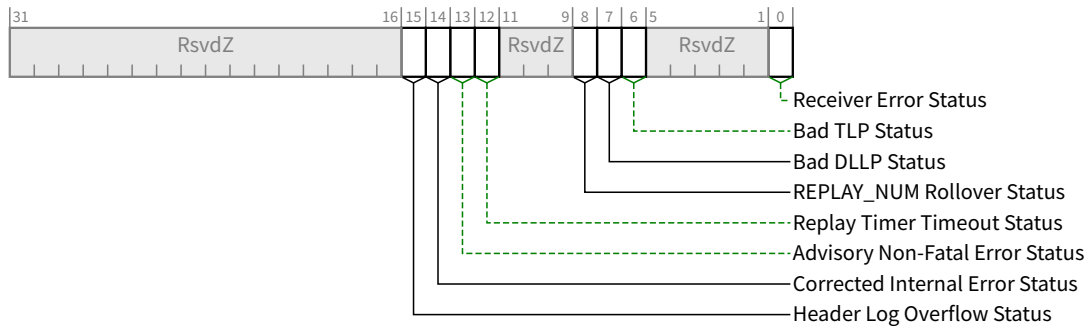 31 16 15 14 13 12 11 9 8 7 6 5 1 0
RsvdZ RsvdZ RsvdZ
Receiver Error Status
Bad TLP Status
Bad DLLP Status
REPLAY_NUM Rollover Status
Replay Timer Timeout Status
Advisory Non-Fatal Error Status
Corrected Internal Error Status
Header Log Overflow Status